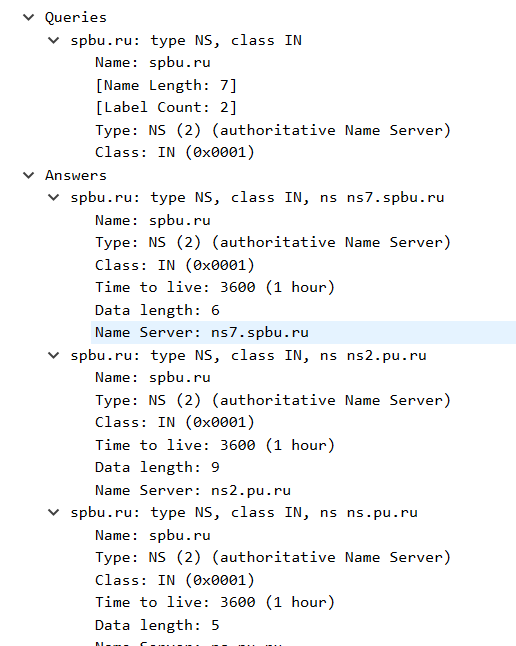 Queries
spbu.ru: type NS, class IN
Name: spbu.ru
[Name Length: 7]
[Label Count: 2]
Type: NS (2) (authoritative Name Server)
Class: IN (0x0001)
Answers
spbu.ru: type NS, class IN, ns ns7.spbu.ru
Name: spbu.ru
Type: NS (2) (authoritative Name Server)
Class: IN (0x0001)
Time to live: 3600 (1 hour)
Data length: 6
Name Server: ns7.spbu.ru
spbu.ru: type NS, class IN, ns ns2.pu.ru
Name: spbu.ru
Type: NS (2) (authoritative Name Server)
Class: IN (0x0001)
Time to live: 3600 (1 hour)
Data length: 9
Name Server: ns2.pu.ru
spbu.ru: type NS, class IN, ns ns.pu.ru
Name: spbu.ru
Type: NS (2) (authoritative Name Server)
Class: IN (0x0001)
Time to live: 3600 (1 hour)
Data length: 5